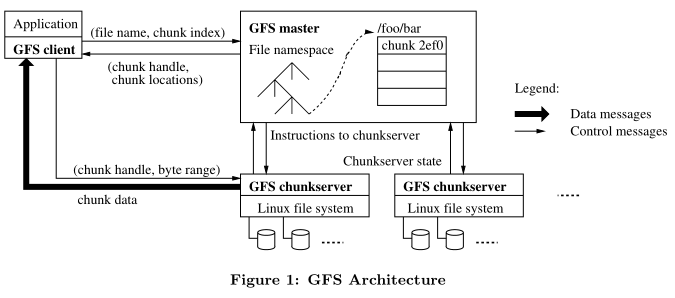 Application
GFS client
(file name, chunk index)
(chunk handle,
chunk locations)
GFS master
File namespace
/foo/bar
chunk 2ef0
Legend:
Data messages
Control messages
Instructions to chunkserver
Chunkserver state
(chunk handle, byte range)
chunk data
GFS chunkserver
Linux file system
GFS chunkserver
Linux file system
Figure 1: GFS Architecture